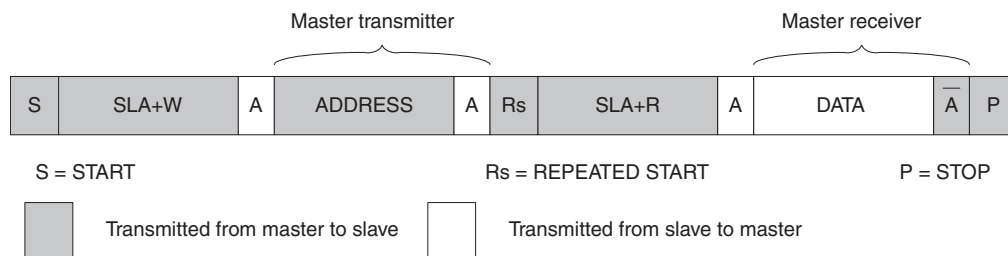 Master transmitter Master receiver
S SLA+W A ADDRESS A Rs SLA+R A DATA A̅ P
S = START Rs = REPEATED START P = STOP
Transmitted from master to slave Transmitted from slave to master